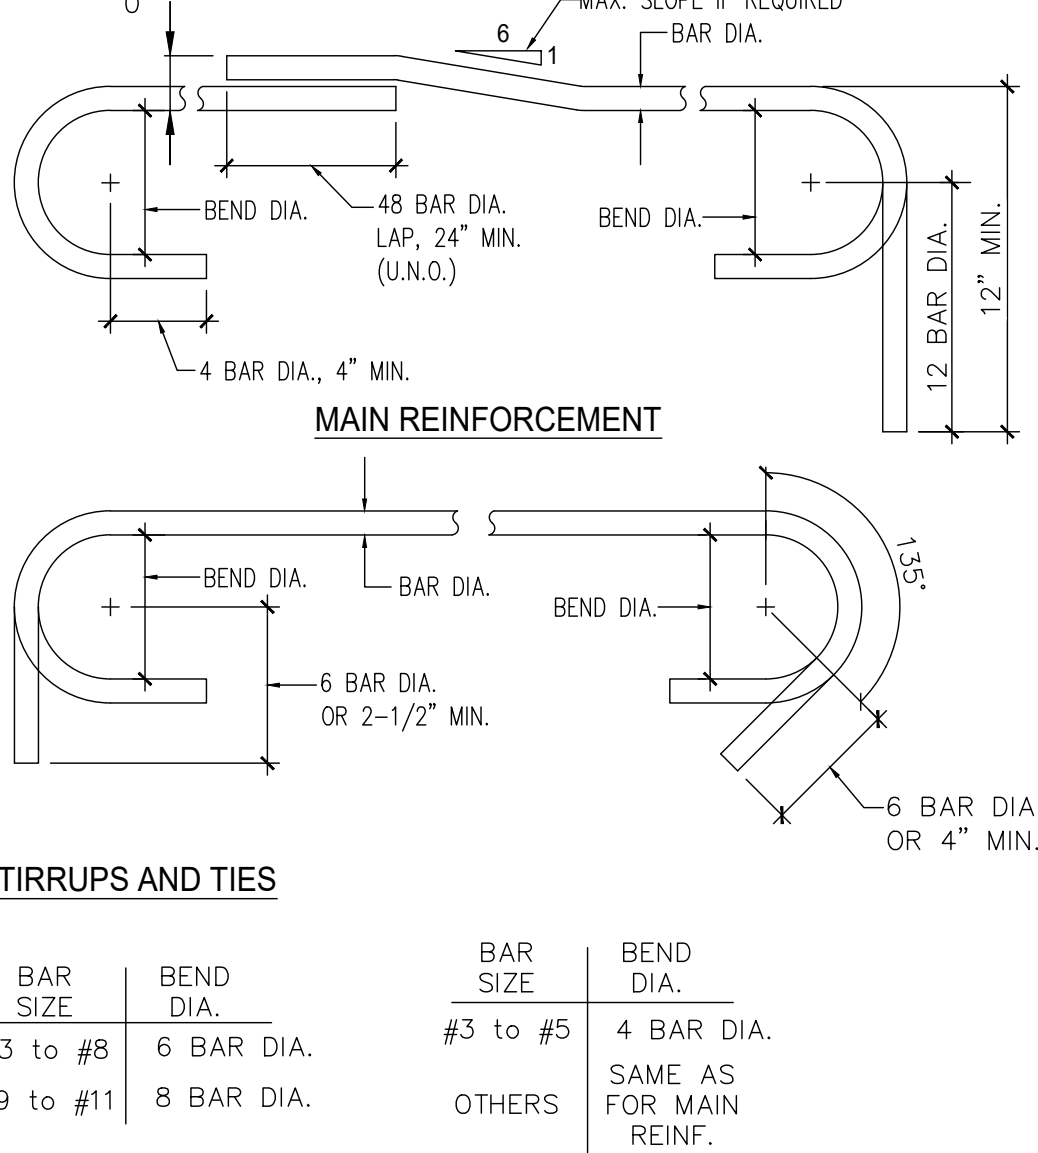 MAX. SLOPE IF REQUIRED
6
1
BAR DIA.
BEND DIA.
48 BAR DIA.
LAP, 24” MIN.
(U.N.O.)
BEND DIA.
12 BAR DIA.
12” MIN.
4 BAR DIA., 4” MIN.
MAIN REINFORCEMENT
135°
BEND DIA.
BAR DIA.
BEND DIA.
6 BAR DIA.
OR 2-1/2” MIN.
6 BAR DIA
OR 4” MIN.
TIRRUPS AND TIES
BAR BEND
SIZE DIA.
3 to #8 6 BAR DIA.
9 to #11 8 BAR DIA.
BAR BEND
SIZE DIA.
#3 to #5 4 BAR DIA.
OTHERS SAME AS
FOR MAIN
REINF.